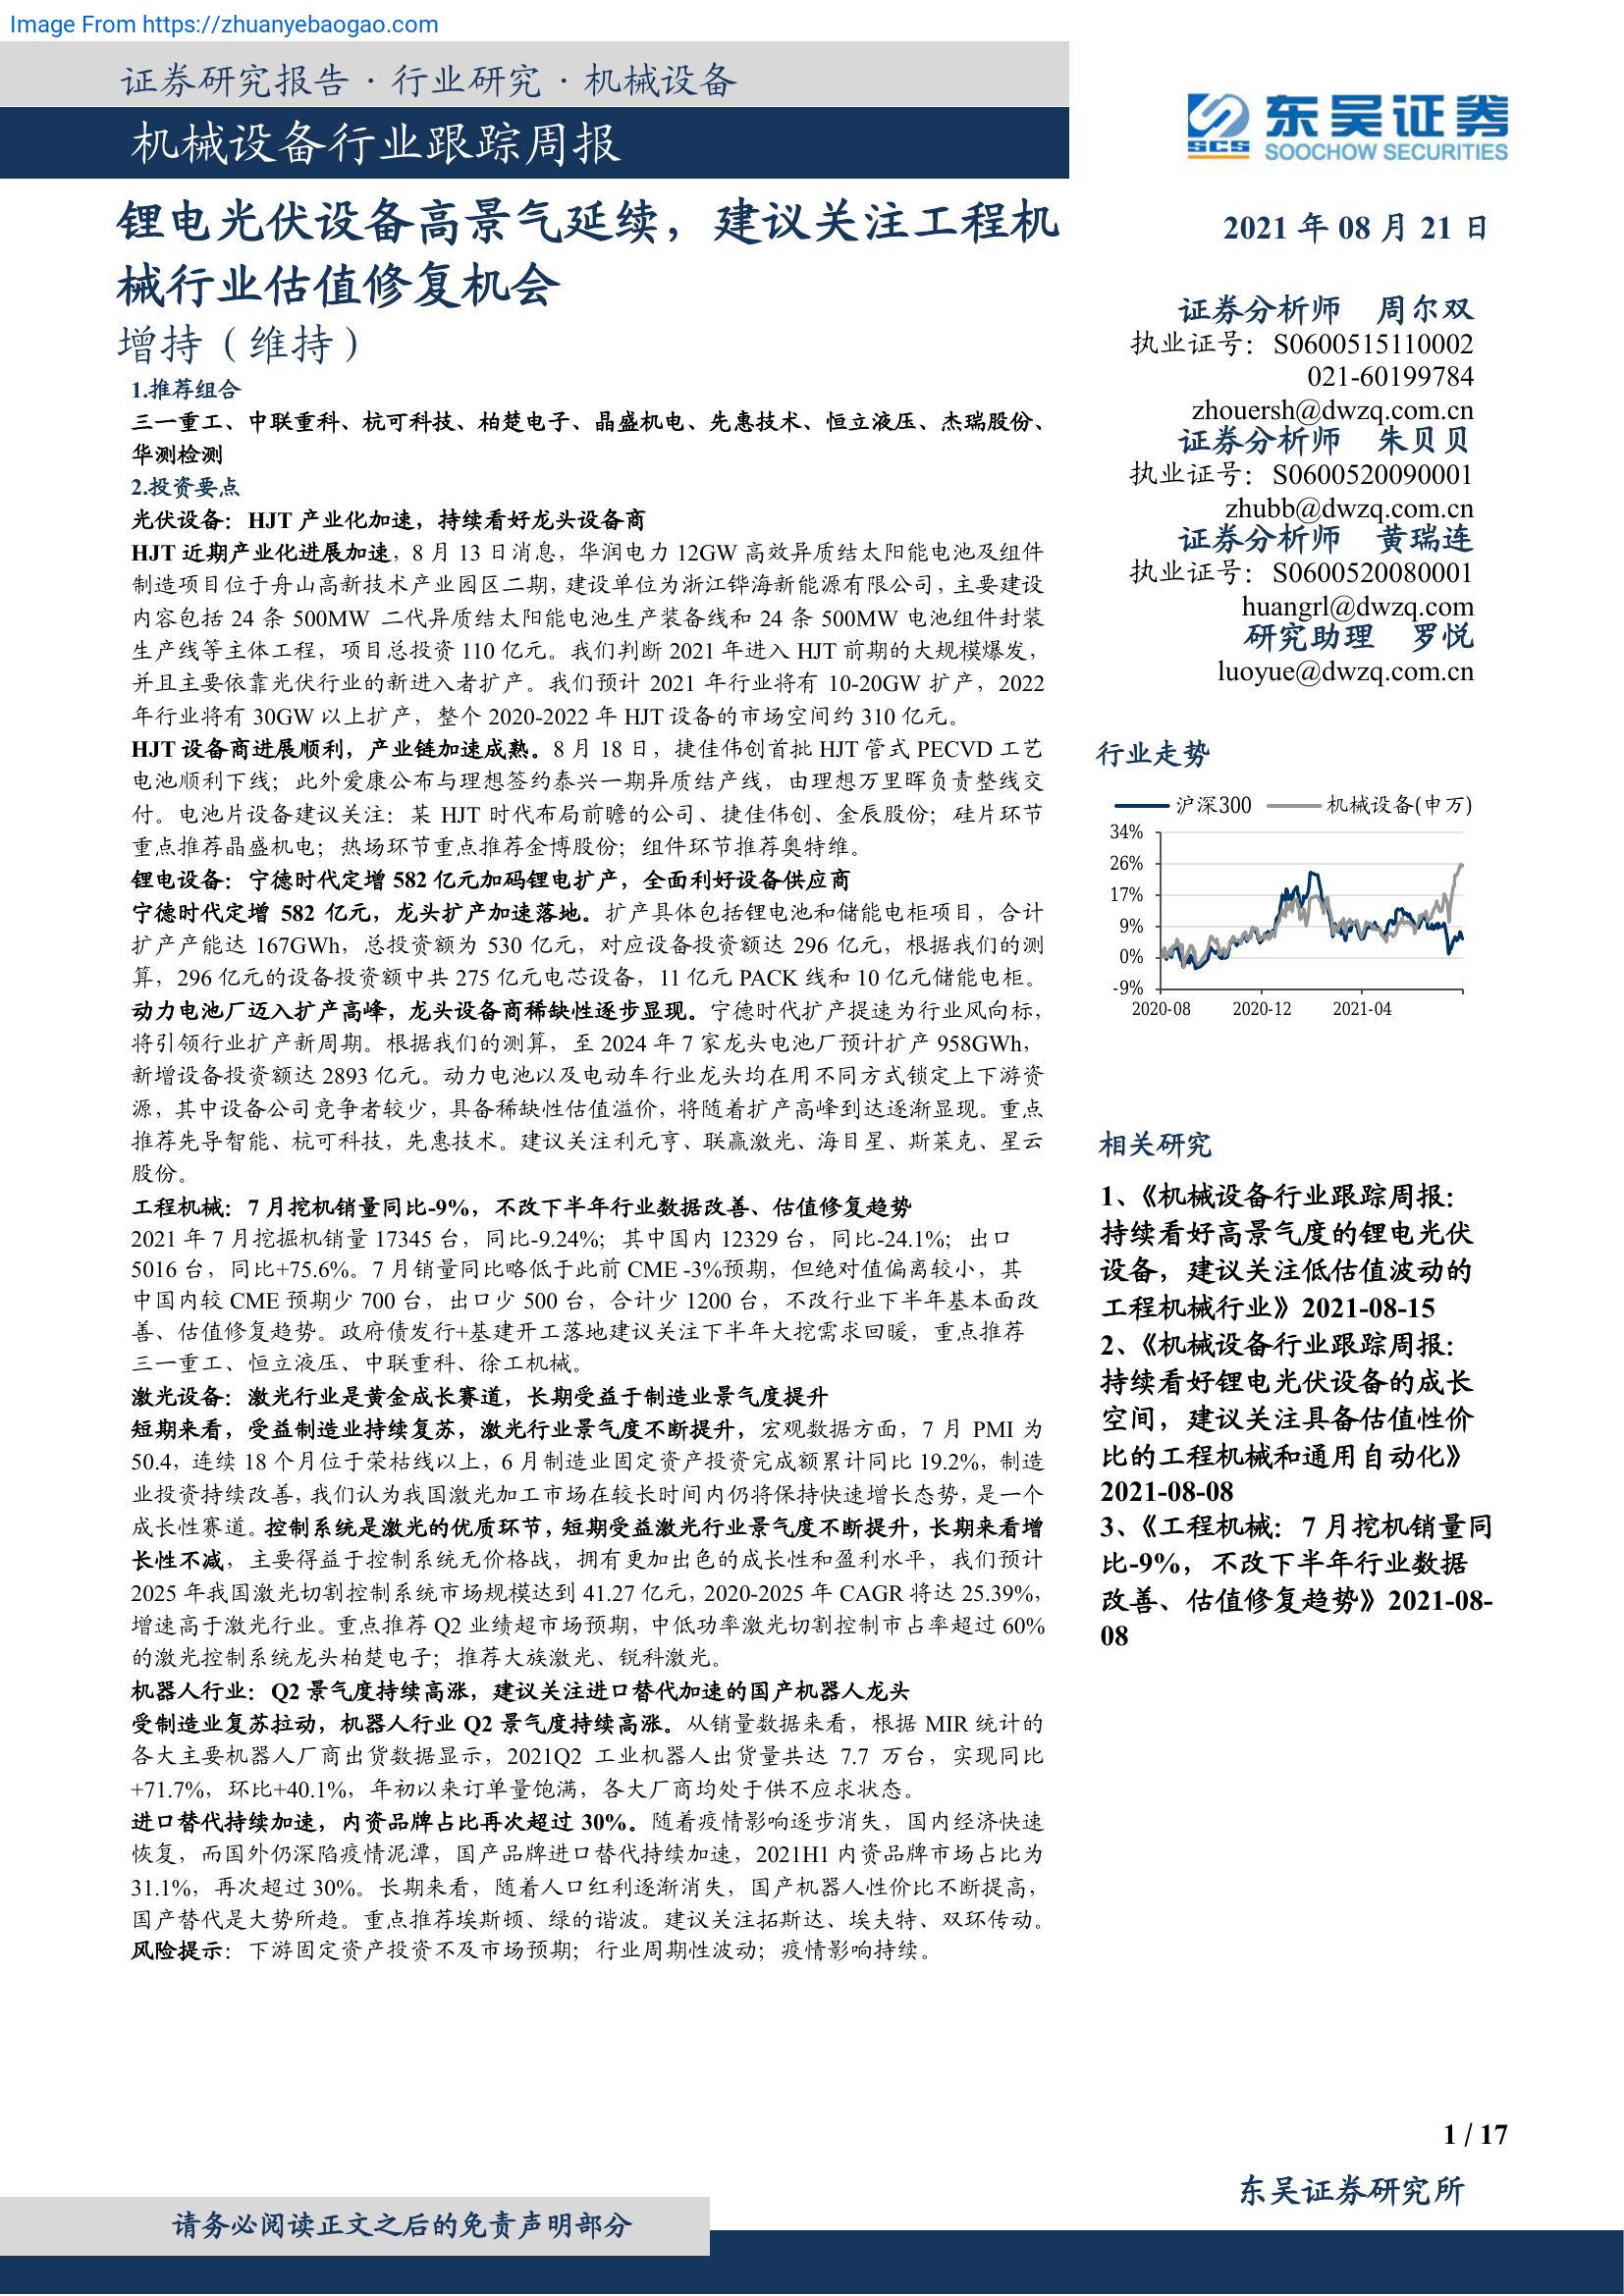 Image From https://zhuanyebaogao.com
证券研究报告·行业研究·机械设备
机械设备行业跟踪周报
东吴证券
SCS
SOOCHOW SECURITIES
锂电光伏设备高景气延续，建议关注工程机
械行业估值修复机会
增持（维持）
1.推荐组合
三一重工、中联重科、杭可科技、柏楚电子、晶盛机电、先惠技术、恒立液压、杰瑞股份、
华测检测
2.投资要点
光伏设备：HJT 产业化加速，持续看好龙头设备商
HJT 近期产业化进展加速，8 月 13 日消息，华润电力 12GW 高效异质结太阳能电池及组件
制造项目位于舟山高新技术产业园区二期，建设单位为浙江铧海新能源有限公司，主要建设
内容包括 24 条 500MW 二代异质结太阳能电池生产装备线和 24 条 500MW 电池组件封装
生产线等主体工程，项目总投资 110 亿元。我们判断 2021 年进入 HJT 前期的大规模爆发，
并且主要依靠光伏行业的新进入者扩产。我们预计 2021 年行业将有 10-20GW 扩产，2022
年行业将有 30GW 以上扩产，整个 2020-2022 年 HJT 设备的市场空间约 310 亿元。
HJT 设备商进展顺利，产业链加速成熟。8 月 18 日，捷佳伟创首批 HJT 管式 PECVD 工艺
电池顺利下线；此外爱康公布与理想签约泰兴一期异质结产线，由理想万里晖负责整线交
付。电池片设备建议关注：某 HJT 时代布局前瞻的公司、捷佳伟创、金辰股份；硅片环节
重点推荐晶盛机电；热场环节重点推荐金博股份；组件环节推荐奥特维。
锂电设备：宁德时代定增 582 亿元加码锂电扩产，全面利好设备供应商
宁德时代定增 582 亿元，龙头扩产加速落地。扩产具体包括锂电池和储能电柜项目，合计
扩产产能达 167GWh，总投资额为 530 亿元，对应设备投资额达 296 亿元，根据我们的测
算，296 亿元的设备投资额中共 275 亿元电芯设备，11 亿元 PACK 线和 10 亿元储能电柜。
动力电池厂迈入扩产高峰，龙头设备商稀缺性逐步显现。宁德时代扩产提速为行业风向标，
将引领行业扩产新周期。根据我们的测算，至 2024 年 7 家龙头电池厂预计扩产 958GWh，
新增设备投资额达 2893 亿元。动力电池以及电动车行业龙头均在用不同方式锁定上下游资
源，其中设备公司竞争者较少，具备稀缺性估值溢价，将随着扩产高峰到达逐渐显现。重点
推荐先导智能、杭可科技，先惠技术。建议关注利元亨、联赢激光、海目星、斯莱克、星云
股份。
工程机械：7 月挖机销量同比-9%，不改下半年行业数据改善、估值修复趋势
2021 年 7 月挖掘机销量 17345 台，同比-9.24%；其中国内 12329 台，同比-24.1%；出口
5016 台，同比+75.6%。7 月销量同比略低于此前 CME -3%预期，但绝对值偏离较小，其
中国内较 CME 预期少 700 台，出口少 500 台，合计少 1200 台，不改行业下半年基本面改
善、估值修复趋势。政府债发行+基建开工落地建议关注下半年大挖需求回暖，重点推荐
三一重工、恒立液压、中联重科、徐工机械。
激光设备：激光行业是黄金成长赛道，长期受益于制造业景气度提升
短期来看，受益制造业持续复苏，激光行业景气度不断提升，宏观数据方面，7 月 PMI 为
50.4，连续 18 个月位于荣枯线以上，6 月制造业固定资产投资完成额累计同比 19.2%，制造
业投资持续改善，我们认为我国激光加工市场在较长时间内仍将保持快速增长态势，是一个
成长性赛道。控制系统是激光的优质环节，短期受益激光行业景气度不断提升，长期来看增
长性不减，主要得益于控制系统无价格战，拥有更加出色的成长性和盈利水平，我们预计
2025 年我国激光切割控制系统市场规模达到 41.27 亿元，2020-2025 年 CAGR 将达 25.39%，
增速高于激光行业。重点推荐 Q2 业绩超市场预期，中低功率激光切割控制市占率超过 60%
的激光控制系统龙头柏楚电子；推荐大族激光、锐科激光。
机器人行业：Q2 景气度持续高涨，建议关注进口替代加速的国产机器人龙头
受制造业复苏拉动，机器人行业 Q2 景气度持续高涨。从销量数据来看，根据 MIR 统计的
各大主要机器人厂商出货数据显示，2021Q2 工业机器人出货量共达 7.7 万台，实现同比
+71.7%，环比+40.1%，年初以来订单量饱满，各大厂商均处于供不应求状态。
进口替代持续加速，内资品牌占比再次超过 30%。随着疫情影响逐步消失，国内经济快速
恢复，而国外仍深陷疫情泥潭，国产品牌进口替代持续加速，2021H1 内资品牌市场占比为
31.1%，再次超过 30%。长期来看，随着人口红利逐渐消失，国产机器人性价比不断提高，
国产替代是大势所趋。重点推荐埃斯顿、绿的谐波。建议关注拓斯达、埃夫特、双环传动。
风险提示：下游固定资产投资不及市场预期；行业周期性波动；疫情影响持续。
2021 年 08 月 21 日
证券分析师 周尔双
执业证号：S0600515110002
021-60199784
zhouersh@dwzq.com.cn
证券分析师 朱贝贝
执业证号：S0600520090001
zhubb@dwzq.com.cn
证券分析师 黄瑞连
执业证号：S0600520080001
huangrl@dwzq.com
研究助理 罗悦
luoyue@dwzq.com.cn
行业走势
沪深300 机械设备(申万)
34%
26%
17%
9%
0%
-9%
2020-08 2020-12 2021-04
相关研究
1、《机械设备行业跟踪周报：
持续看好高景气度的锂电光伏
设备，建议关注低估值波动的
工程机械行业》2021-08-15
2、《机械设备行业跟踪周报：
持续看好锂电光伏设备的成长
空间，建议关注具备估值性价
比的工程机械和通用自动化》
2021-08-08
3、《工程机械：7 月挖机销量同
比-9%，不改下半年行业数据
改善、估值修复趋势》2021-08-
08
1 / 17
东吴证券研究所
请务必阅读正文之后的免责声明部分